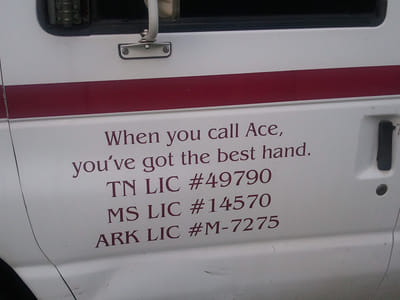 When you call Ace,
you've got the best hand.
TN LIC #49790
MS LIC #14570
ARK LIC #M-7275